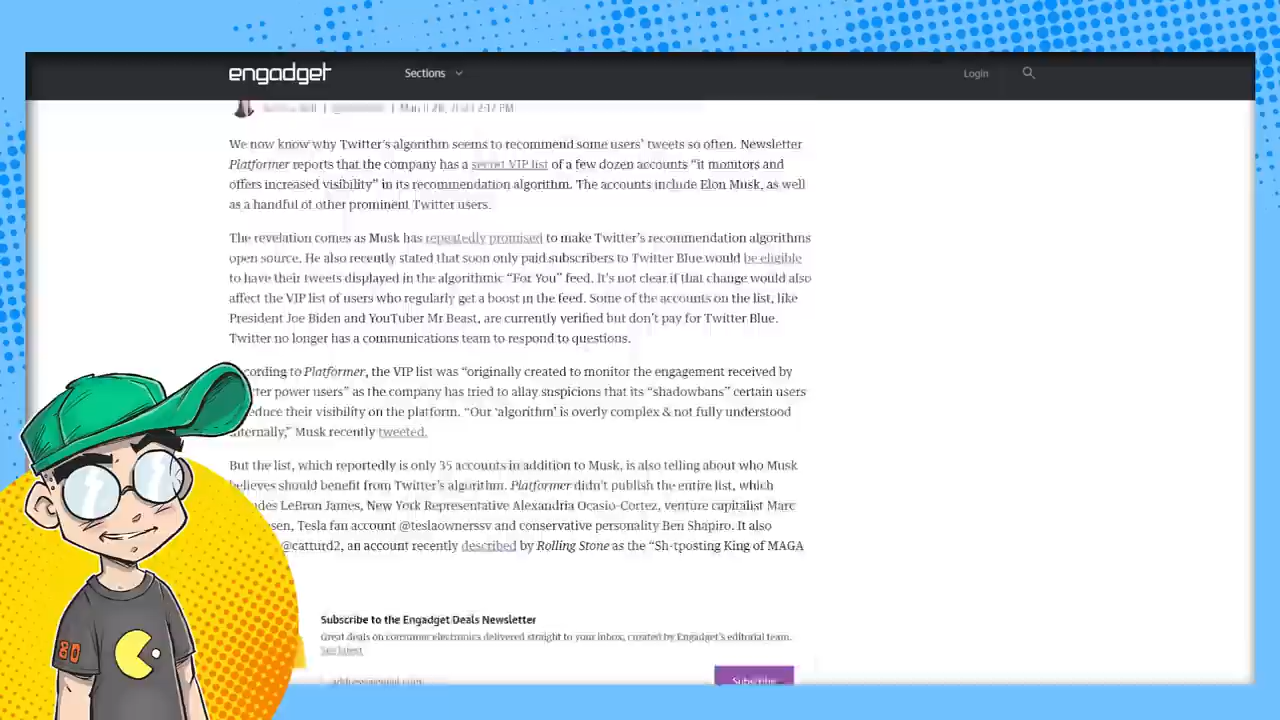 engadget
Sections
Login
2:17 PM
We now know why Twitter's algorithm seems to recommend some users' tweets so often. Newsletter
Platformer reports that the company has a secret VIP list of a few dozen accounts “it monitors and
offers increased visibility” in its recommendation algorithm. The accounts include Elon Musk, as well
as a handful of other prominent Twitter users.
The revelation comes as Musk has repeatedly promised to make Twitter's recommendation algorithms
open source. He also recently stated that soon only paid subscribers to Twitter Blue would be eligible
to have their tweets displayed in the algorithmic “For You” feed. It's not clear if that change would also
affect the VIP list of users who regularly get a boost in the feed. Some of the accounts on the list, like
President Joe Biden and YouTuber Mr Beast, are currently verified but don't pay for Twitter Blue.
Twitter no longer has a communications team to respond to questions.
cording to Platformer, the VIP list was “originally created to monitor the engagement received by
ter power users” as the company has tried to allay suspicions that its “shadowbans” certain users
educe their visibility on the platform. “Our ‘algorithm’ is overly complex & not fully understood
internally,” Musk recently tweeted.
But the list, which reportedly is only 35 accounts in addition to Musk, is also telling about who Musk
believes should benefit from Twitter's algorithm. Platformer didn't publish the entire list, which
des LeBron James, New York Representative Alexandria Ocasio-Cortez, venture capitalist Marc
sen, Tesla fan account @teslaownerssv and conservative personality Ben Shapiro. It also
@catturd2, an account recently described by Rolling Stone as the “Sh-tposting King of MAGA
Subscribe to the Engadget Deals Newsletter
Great deals on consumer electronics delivered straight to your inbox, curated by Engadget's editorial team.
See latest
Subscribe
80